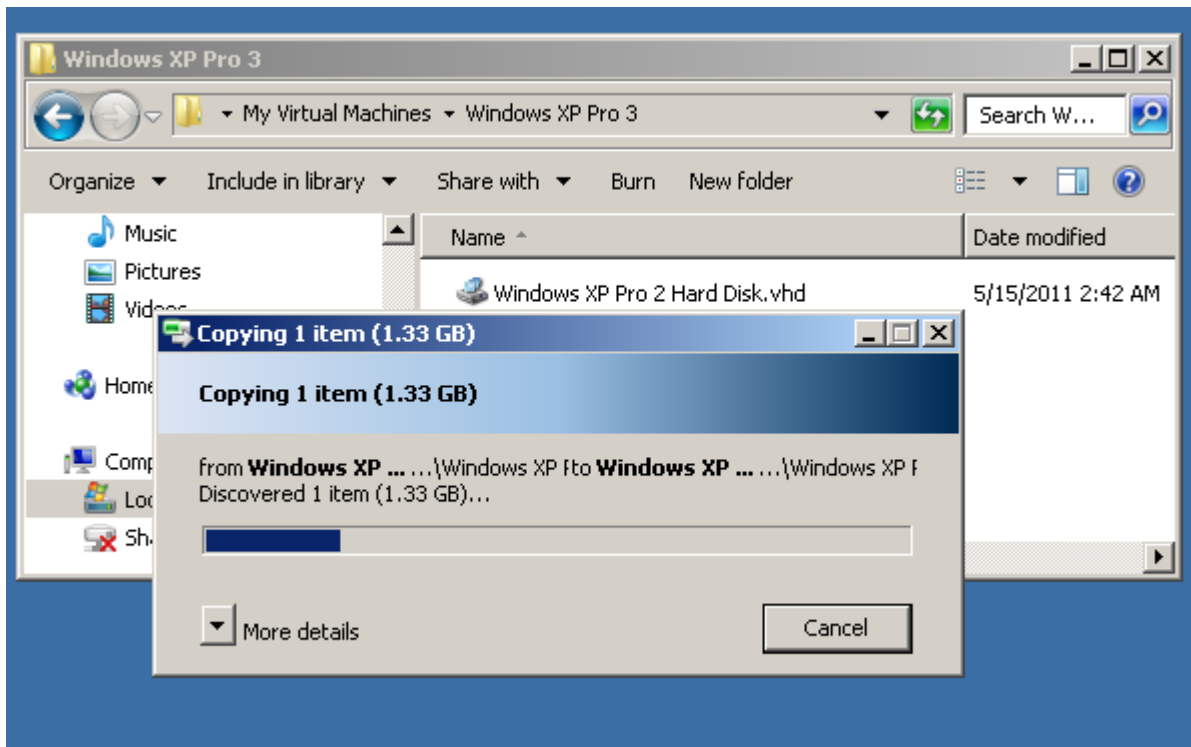 Windows XP Pro 3
My Virtual Machines Windows XP Pro 3 Search W...
Organize Include in library Share with Burn New folder
Music
Pictures
Name Date modified
Windows XP Pro 2 Hard Disk.vhd 5/15/2011 2:42 AM
Copying 1 item (1.33 GB)
Copying 1 item (1.33 GB)
Home
from Windows XP ... ...\Windows XP to Windows XP ... ...\Windows XP
Discovered 1 item (1.33 GB)...
More details Cancel